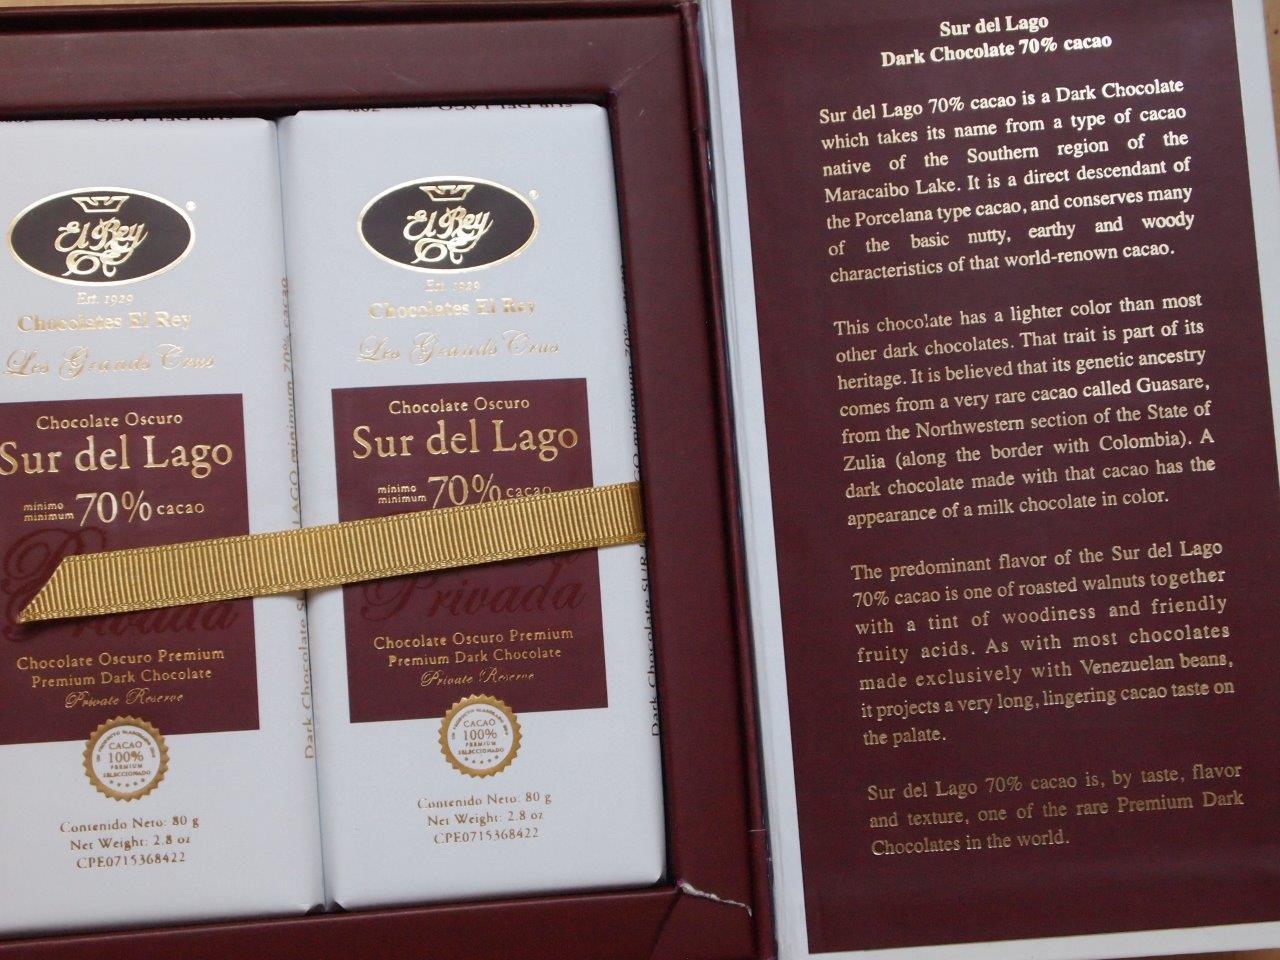 El Rey
Est. 1929
Chocolates El Rey
Les Grands Crus
Chocolate Oscuro
Sur del Lago
mínimo
minimum 70% cacao
Privada
Chocolate Oscuro Premium
Premium Dark Chocolate
Private Reserve
CACAO
100%
PREMIUM
SELECCIONADO
Contenido Neto: 80 g
Net Weight: 2.8 oz
CPE0715368422
El Rey
Est. 1929
Chocolates El Rey
Les Grands Crus
Chocolate Oscuro
Sur del Lago
mínimo
minimum 70% cacao
Privada
Chocolate Oscuro Premium
Premium Dark Chocolate
Private Reserve
CACAO
100%
PREMIUM
SELECCIONADO
Contenido Neto: 80 g
Net Weight: 2.8 oz
CPE0715368422
Sur del Lago
Dark Chocolate 70% cacao
Sur del Lago 70% cacao is a Dark Chocolate
which takes its name from a type of cacao
native of the Southern region of the
Maracaibo Lake. It is a direct descendant of
the Porcelana type cacao, and conserves many
of the basic nutty, earthy and woody
characteristics of that world-renown cacao.
This chocolate has a lighter color than most
other dark chocolates. That trait is part of its
heritage. It is believed that its genetic ancestry
comes from a very rare cacao called Guasare,
from the Northwestern section of the State of
Zulia (along the border with Colombia). A
dark chocolate made with that cacao has the
appearance of a milk chocolate in color.
The predominant flavor of the Sur del Lago
70% cacao is one of roasted walnuts together
with a tint of woodiness and friendly
fruity acids. As with most chocolates
made exclusively with Venezuelan beans,
it projects a very long, lingering cacao taste on
the palate.
Sur del Lago 70% cacao is, by taste, flavor
and texture, one of the rare Premium Dark
Chocolates in the world.